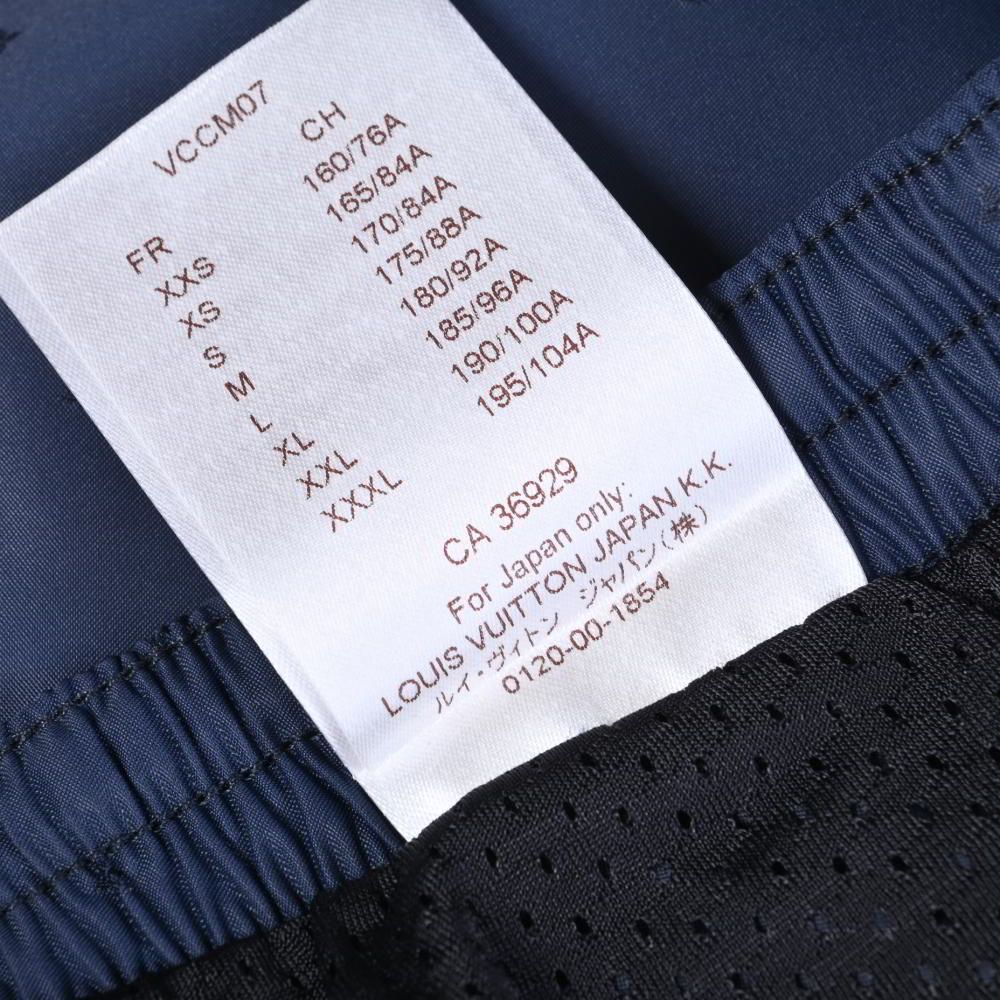 VCCM07
FR CH
XXS 160/76A
XS 165/84A
S 170/84A
M 175/88A
L 180/92A
XL 185/96A
XXL 190/100A
XXXL 195/104A
CA 36929
For Japan only:
LOUIS VUITTON JAPAN K.K.
ルイ・ヴィトン ジャパン(株)
0120-00-1854